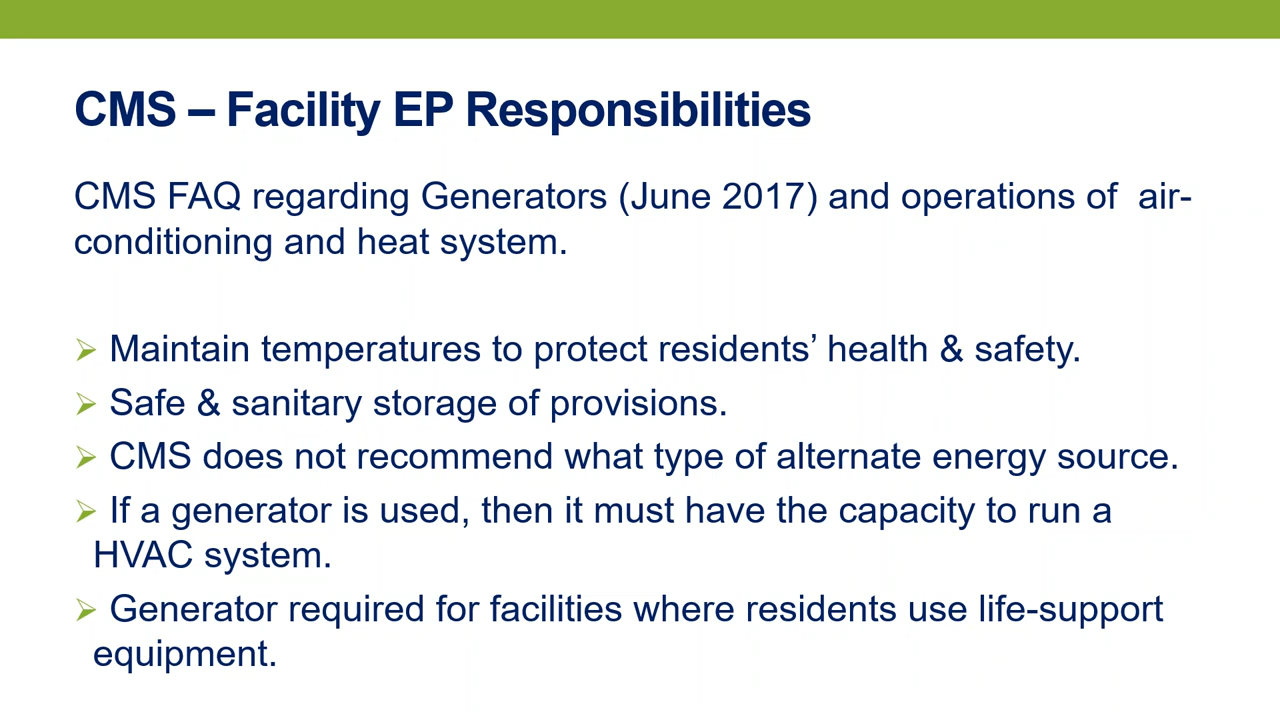 CMS – Facility EP Responsibilities
CMS FAQ regarding Generators (June 2017) and operations of  air-
conditioning and heat system.
➢ Maintain temperatures to protect residents’ health & safety.
➢ Safe & sanitary storage of provisions.
➢ CMS does not recommend what type of alternate energy source.
➢ If a generator is used, then it must have the capacity to run a
HVAC system.
➢ Generator required for facilities where residents use life-support
equipment.